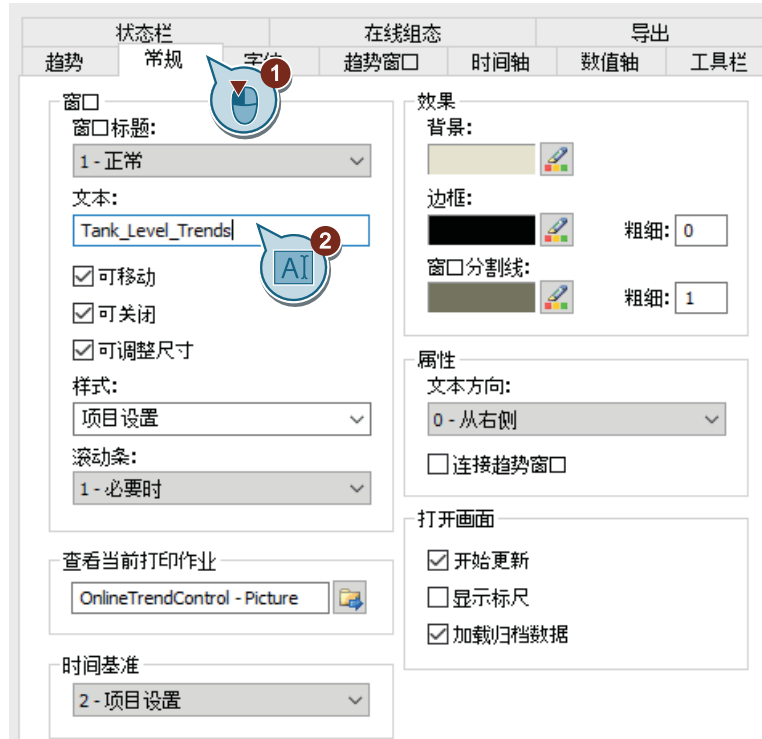 状态栏 在线组态 导出
趋势 常规 字体 趋势窗口 时间轴 数值轴 工具栏
1
窗口
窗口标题:
1 - 正常
文本:
Tank_Level_Trends
2
可移动
可关闭
可调整尺寸
样式:
项目设置
滚动条:
1 - 必要时
查看当前打印作业
OnlineTrendControl - Picture
时间基准
2 - 项目设置
效果
背景:
边框:
粗细: 0
窗口分割线:
粗细: 1
属性
文本方向:
0 - 从右侧
连接趋势窗口
打开画面
开始更新
显示标尺
加载归档数据